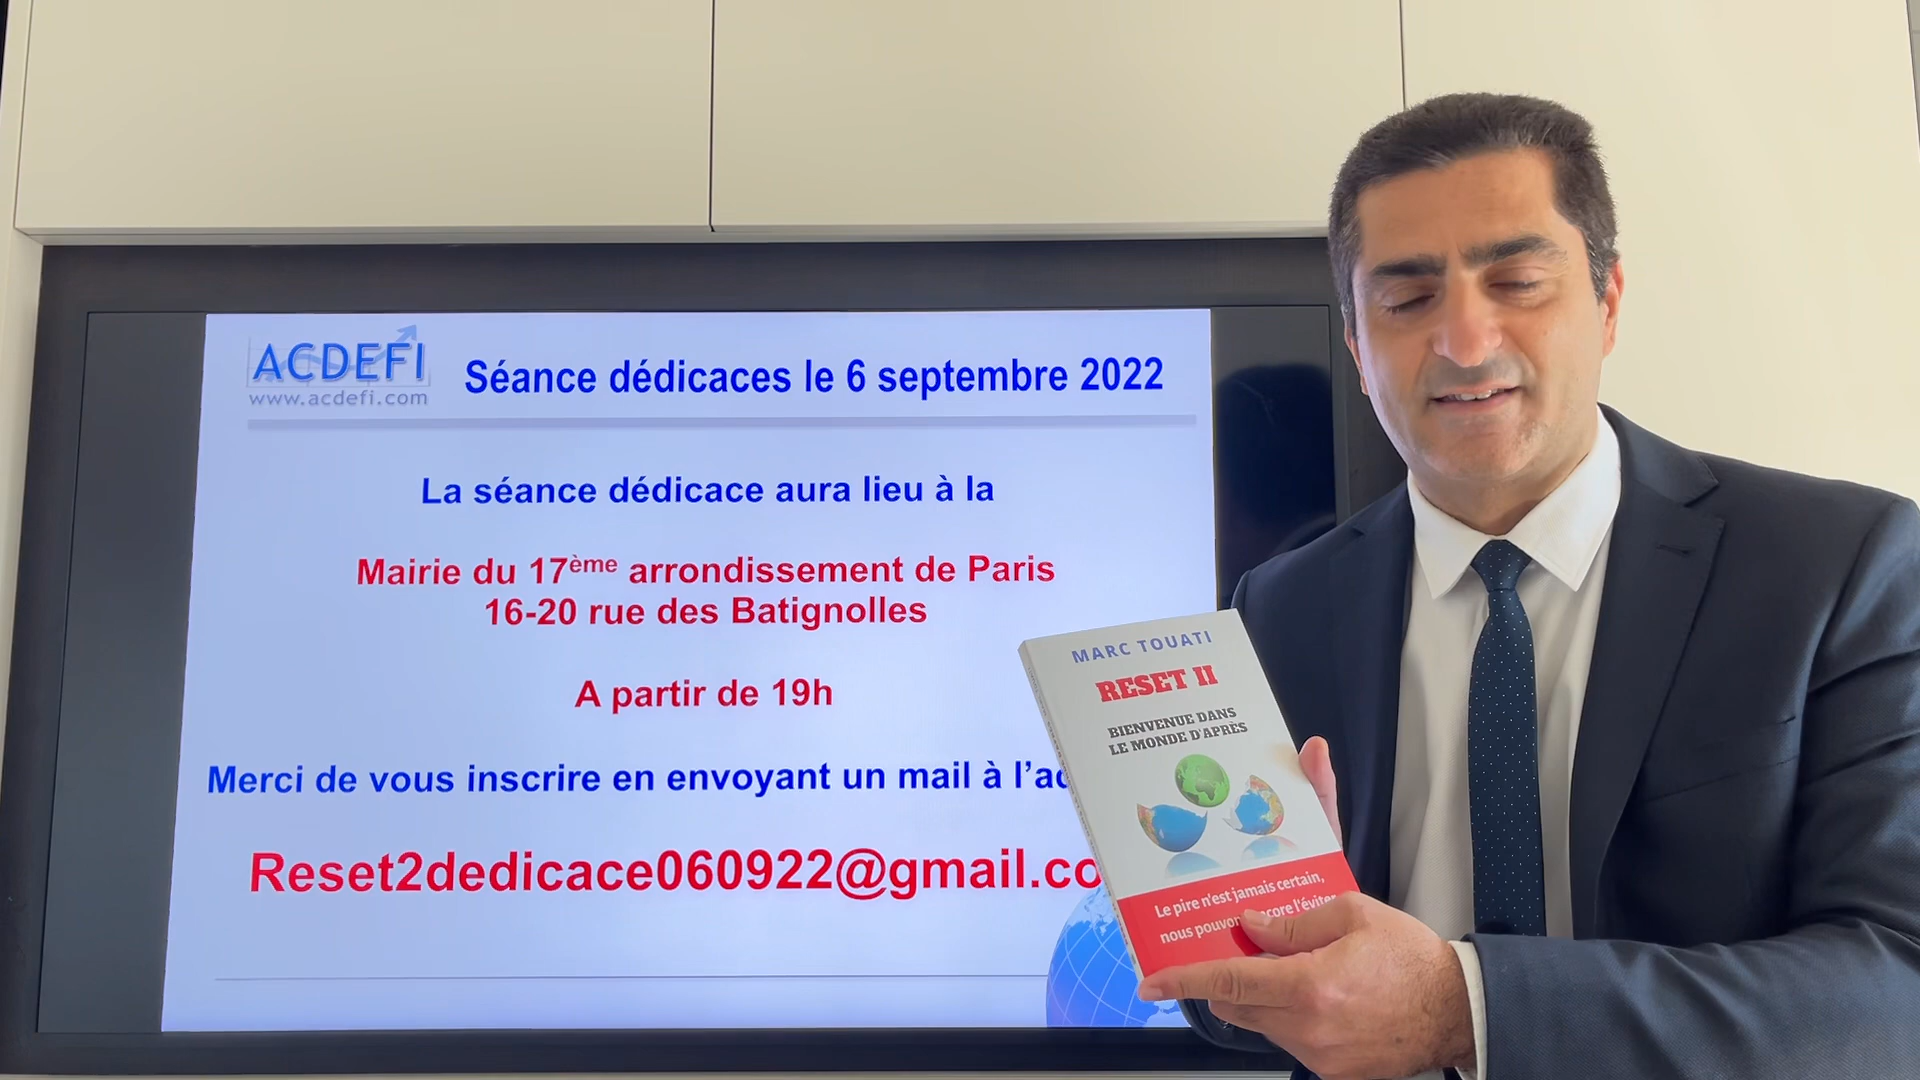 ACDEFI
www.acdefi.com
Séance dédicaces le 6 septembre 2022
La séance dédicace aura lieu à la
Mairie du 17ème arrondissement de Paris
16-20 rue des Batignolles
A partir de 19h
Merci de vous inscrire en envoyant un mail à l'
Reset2dedicace060922@gmail.co
MARC TOUATI
RESET II
BIENVENUE DANS
LE MONDE D'APRÈS
Le pire n'est jamais certain,
nous l'éviter